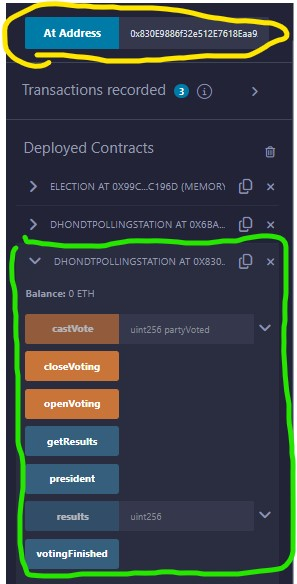 At Address 0x830E9886f32e512E7618Eaa9
Transactions recorded 3 i
Deployed Contracts
ELECTION AT 0X99C...C196D (MEMORY
DHONDTPOLLINGSTATION AT 0X6BA...
DHONDTPOLLINGSTATION AT 0X830...
Balance: 0 ETH
castVote uint256 partyVoted
closeVoting
openVoting
getResults
president
results uint256
votingFinished